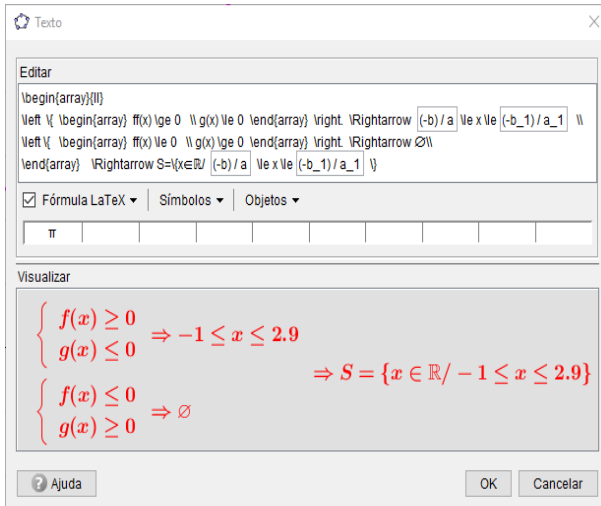 Texto
Editar
\begin{array}{ll}
\left \{ \begin{array} ff(x) \ge 0 \\ g(x) \le 0 \end{array} \right. \Rightarrow (-b) / a \le x \le (-b_1) / a_1 \\
\left \{ \begin{array} ff(x) \le 0 \\ g(x) \ge 0 \end{array} \right. \Rightarrow ∅\\
\end{array} \Rightarrow S=\{x∈ℝ/ (-b) / a \le x \le (-b_1) / a_1 \}
Fórmula LaTeX Símbolos Objetos
π
Visualizar
f(x) ≥ 0
g(x) ≤ 0
⇒ −1 ≤ x ≤ 2.9
f(x) ≤ 0
g(x) ≥ 0
⇒ ∅
⇒ S = {x ∈ ℝ/ − 1 ≤ x ≤ 2.9}
Ajuda OK Cancelar